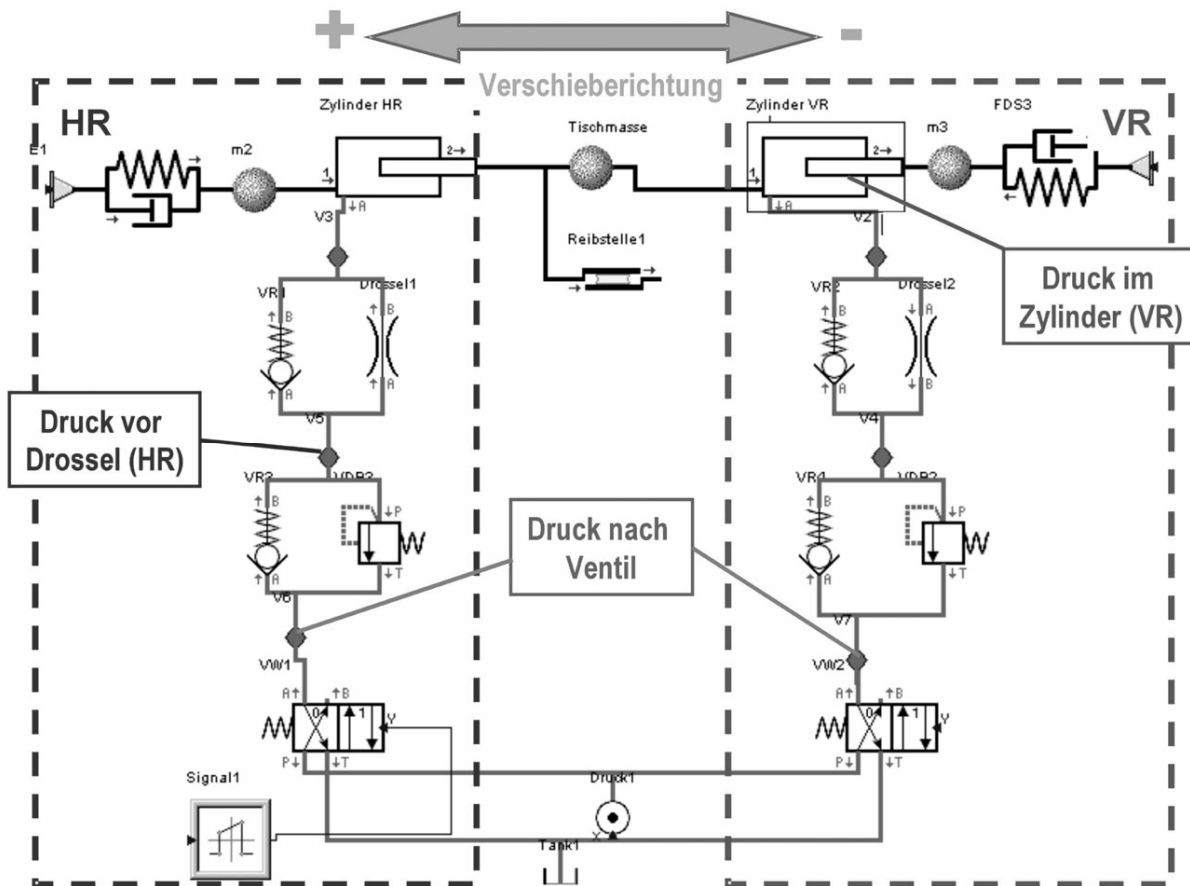 + -
Verschieberichtung
HR
VR
E1
m2
Zylinder HR
Tischmasse
Zylinder VR
m3
FDS3
1
2
1
2
A
A
V3
V2
Reibstelle1
Druck im
Zylinder (VR)
VR1
Drossel1
VR2
Drossel2
B
B
B
A
A
A
A
B
V5
V4
Druck vor
Drossel (HR)
VR3
VDB3
VR4
VDB2
B
P
B
P
Druck nach
Ventil
A
T
A
T
V6
V7
VW1
VW2
A
B
A
B
0
1
Y
0
1
Y
P
T
P
T
Signal1
Druck1
X
Tank1